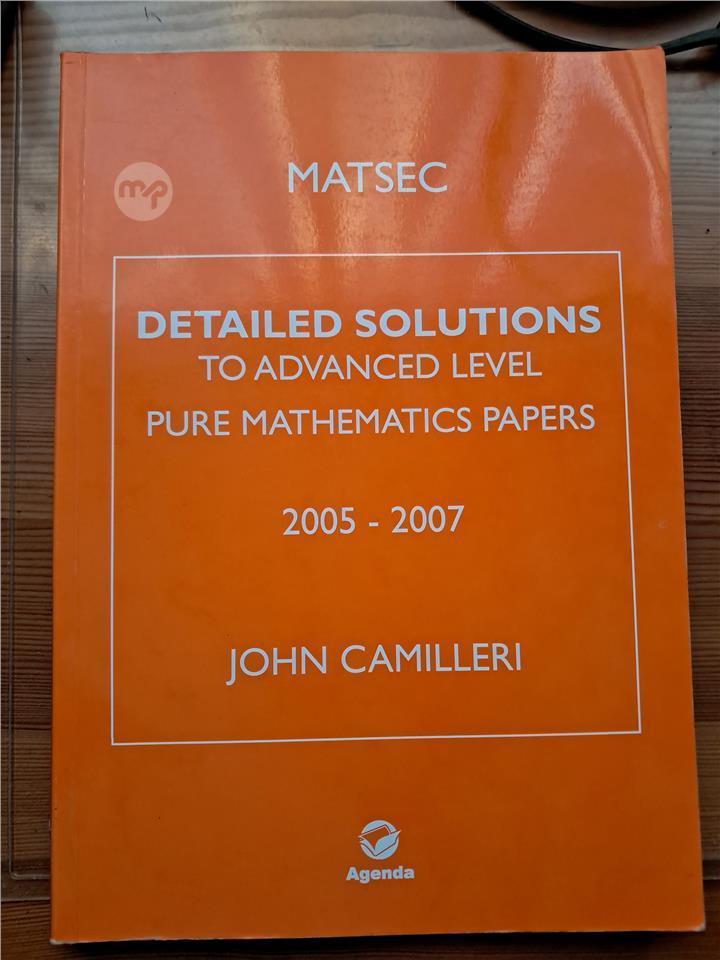 MATSEC
mp
DETAILED SOLUTIONS
TO ADVANCED LEVEL
PURE MATHEMATICS PAPERS
2005 - 2007
JOHN CAMILLERI
Agenda